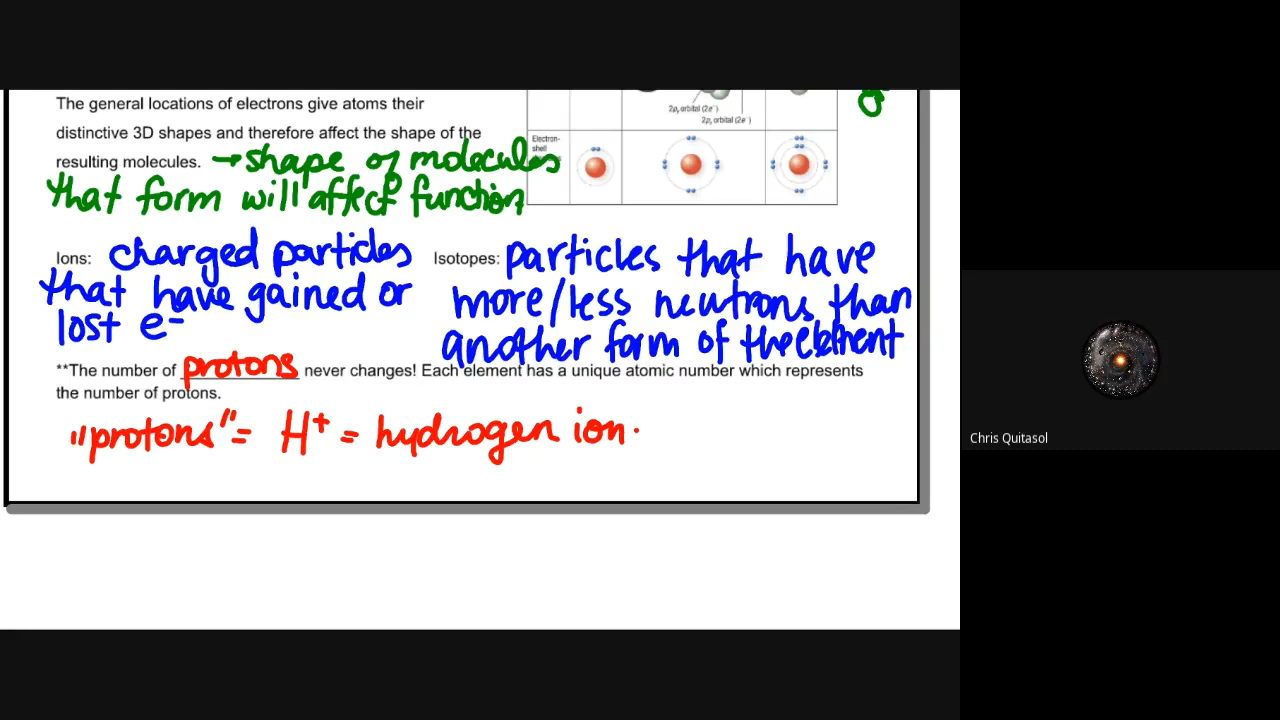 The general locations of electrons give atoms their
distinctive 3D shapes and therefore affect the shape of the
resulting molecules. → shape of molecules
that form will affect function
2pₓ orbital (2e⁻)
2pᵧ orbital (2e⁻)
Electron-
shell
Ions: charged particles
that have gained or
lost e-
Isotopes: particles that have
more/less neutrons than
another form of the element
**The number of protons never changes! Each element has a unique atomic number which represents
the number of protons.
"protons" = H+ = hydrogen ion.
Chris Quitasol